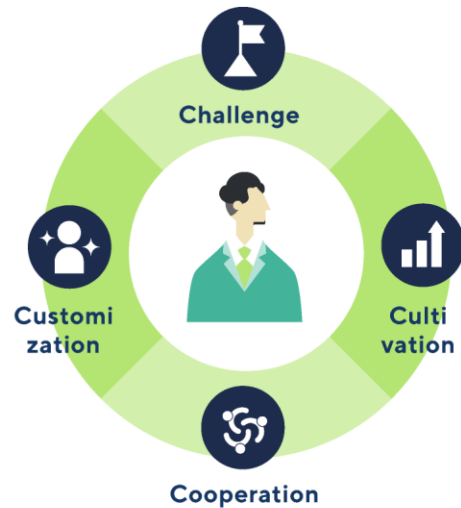 Challenge
Customi
zation
Culti
vation
Cooperation